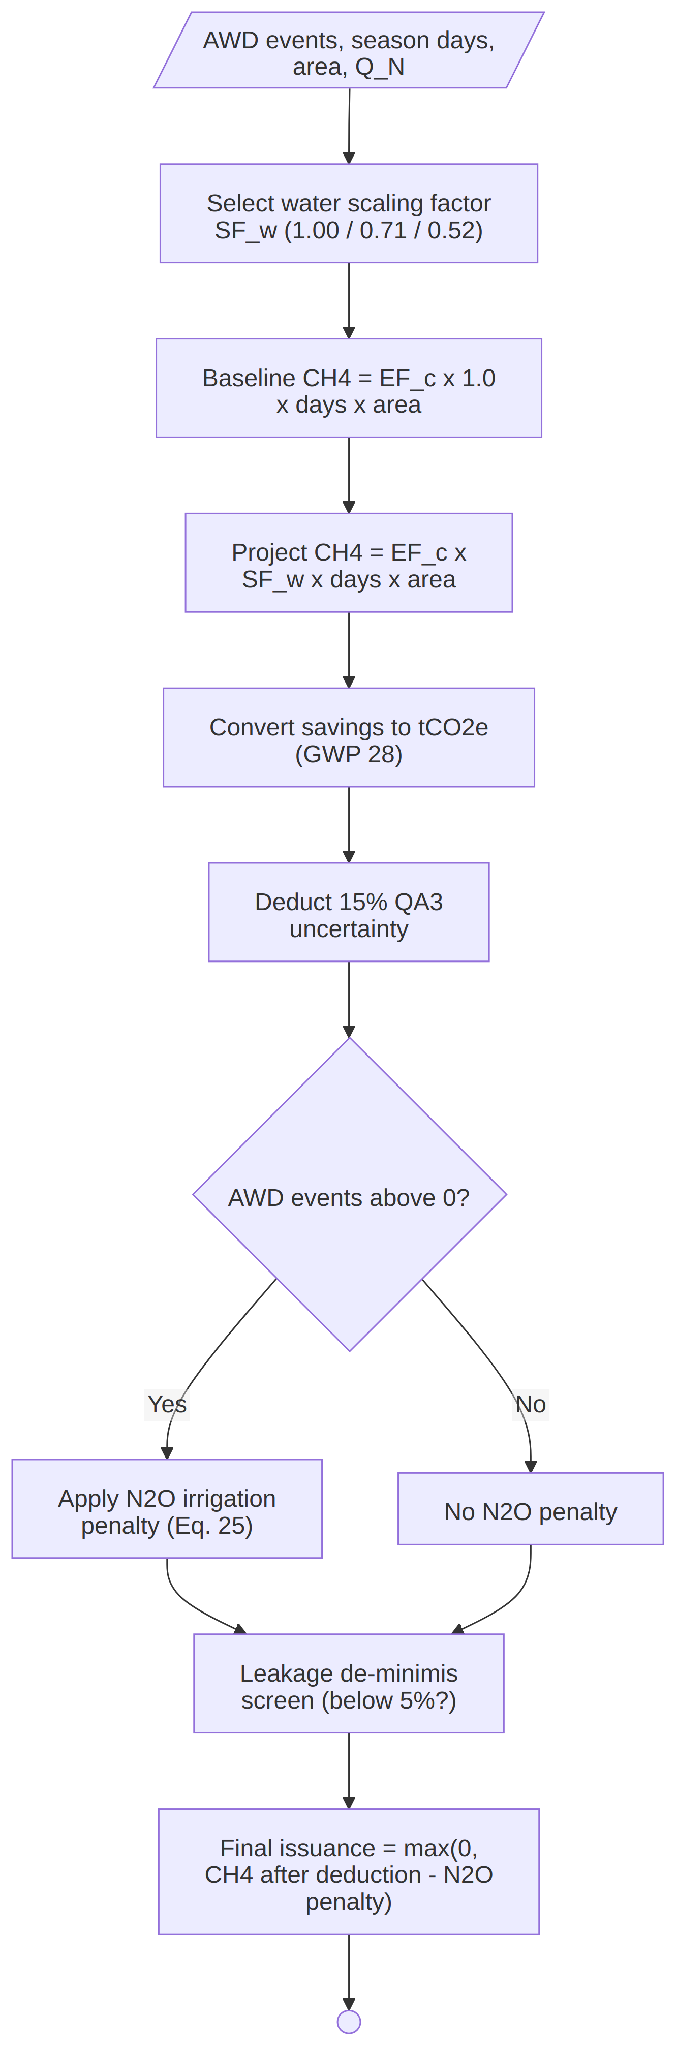 AWD events, season days,
area, Q_N
Select water scaling factor
SF_w (1.00 / 0.71 / 0.52)
Baseline CH4 = EF_c x 1.0
x days x area
Project CH4 = EF_c x
SF_w x days x area
Convert savings to tCO2e
(GWP 28)
Deduct 15% QA3
uncertainty
AWD events above 0?
Yes
No
Apply N2O irrigation
penalty (Eq. 25)
No N2O penalty
Leakage de-minimis
screen (below 5%?)
Final issuance = max(0,
CH4 after deduction - N2O
penalty)